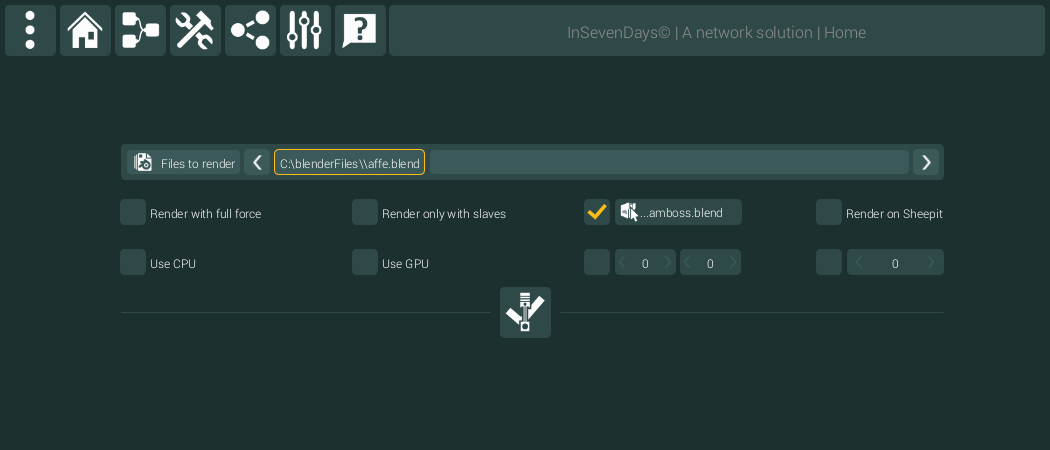 InSevenDays© | A network solution | Home
Files to render
C:\blenderFiles\\affe.blend
Render with full force
Render only with slaves
...amboss.blend
Render on Sheepit
Use CPU
Use GPU
0
0
0